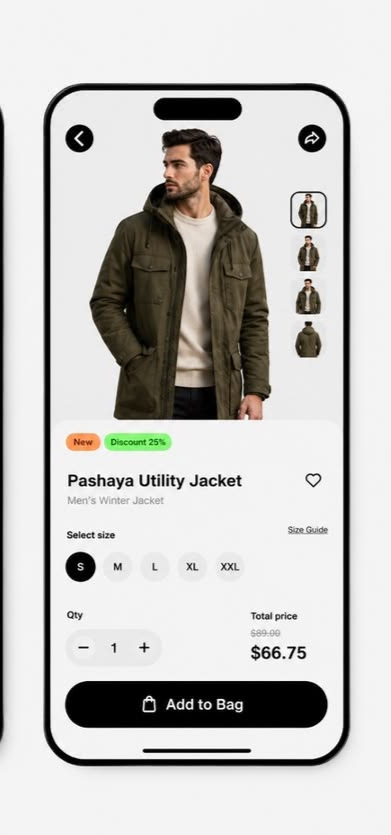 New
Discount 25%
Pashaya Utility Jacket
Men's Winter Jacket
Select size
Size Guide
S M L XL XXL
Qty
Total price
$89.00
− 1 +
$66.75
Add to Bag